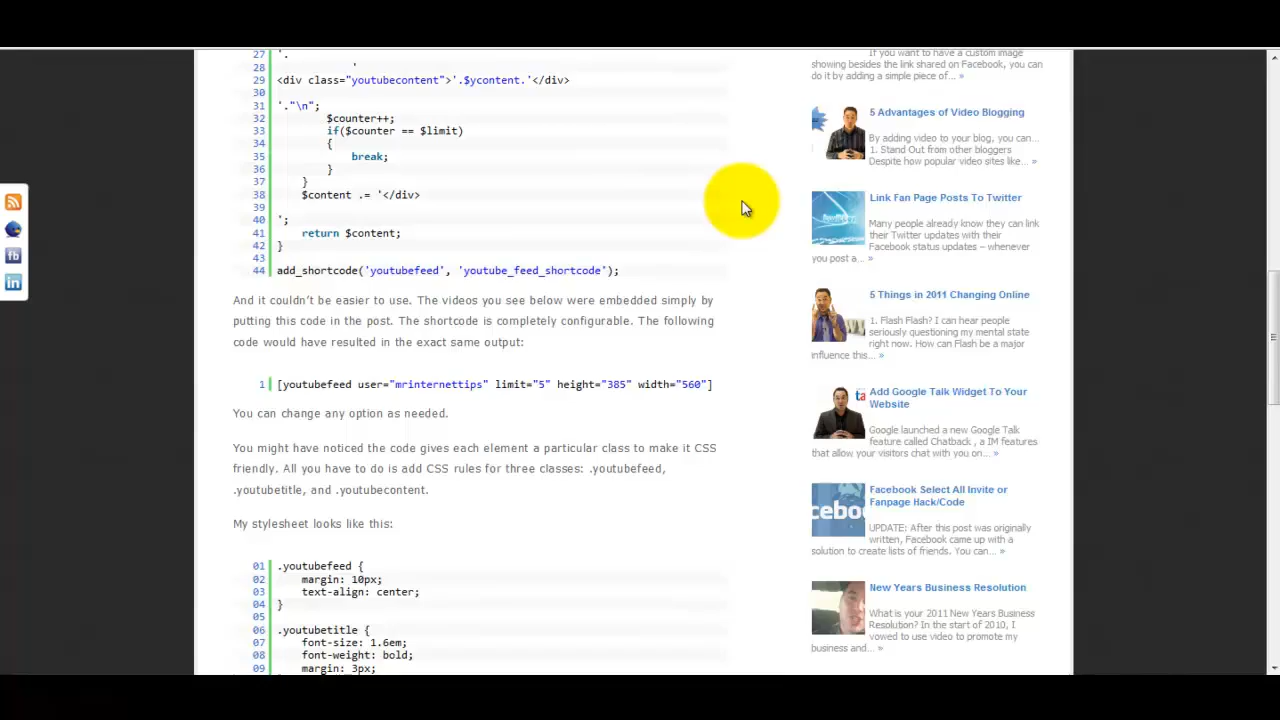 27 '.
28 '
29 <div class="youtubecontent">'.$ycontent.'</div>
30
31 '."\n";
32 $counter++;
33 if($counter == $limit)
34 {
35 break;
36 }
37 }
38 $content .= '</div>
39
40 ';
41 return $content;
42 }
43
44 add_shortcode('youtubefeed', 'youtube_feed_shortcode');
And it couldn't be easier to use. The videos you see below were embedded simply by
putting this code in the post. The shortcode is completely configurable. The following
code would have resulted in the exact same output:
1 [youtubefeed user="mrinternettips" limit="5" height="385" width="560"]
You can change any option as needed.
You might have noticed the code gives each element a particular class to make it CSS
friendly. All you have to do is add CSS rules for three classes: .youtubefeed,
.youtubetitle, and .youtubecontent.
My stylesheet looks like this:
01 .youtubefeed {
02 margin: 10px;
03 text-align: center;
04 }
05
06 .youtubetitle {
07 font-size: 1.6em;
08 font-weight: bold;
09 margin: 3px;
If you want to have a custom image
showing besides the link shared on Facebook, you can
do it by adding a simple piece of... »
5 Advantages of Video Blogging
By adding video to your blog, you can...
1. Stand Out from other bloggers
Despite how popular video sites like... »
Link Fan Page Posts To Twitter
Many people already know they can link
their Twitter updates with their
Facebook status updates – whenever
you post a... »
5 Things in 2011 Changing Online
1. Flash Flash? I can hear people
seriously questioning my mental state
right now. How can Flash be a major
influence this... »
Add Google Talk Widget To Your
Website
Google launched a new Google Talk
feature called Chatback , a IM features
that allow your visitors chat with you on... »
Facebook Select All Invite or
Fanpage Hack/Code
UPDATE: After this post was originally
written, Facebook came up with a
solution to create lists of friends. You can... »
New Years Business Resolution
What is your 2011 New Years Business
Resolution? In the start of 2010, I
vowed to use video to promote my
business and... »
fb
in
ta
cebo